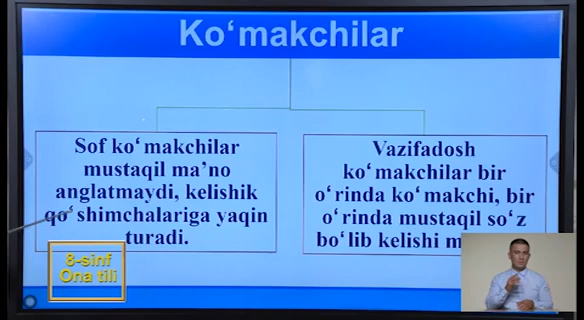 Ko‘makchilar
Sof ko‘makchilar
mustaqil ma’no
anglatmaydi, kelishik
qo‘shimchalariga yaqin
turadi.
Vazifadosh
ko‘makchilar bir
o‘rinda ko‘makchi, bir
o‘rinda mustaqil so‘z
bo‘lib kelishi
8-sinf
Ona tili